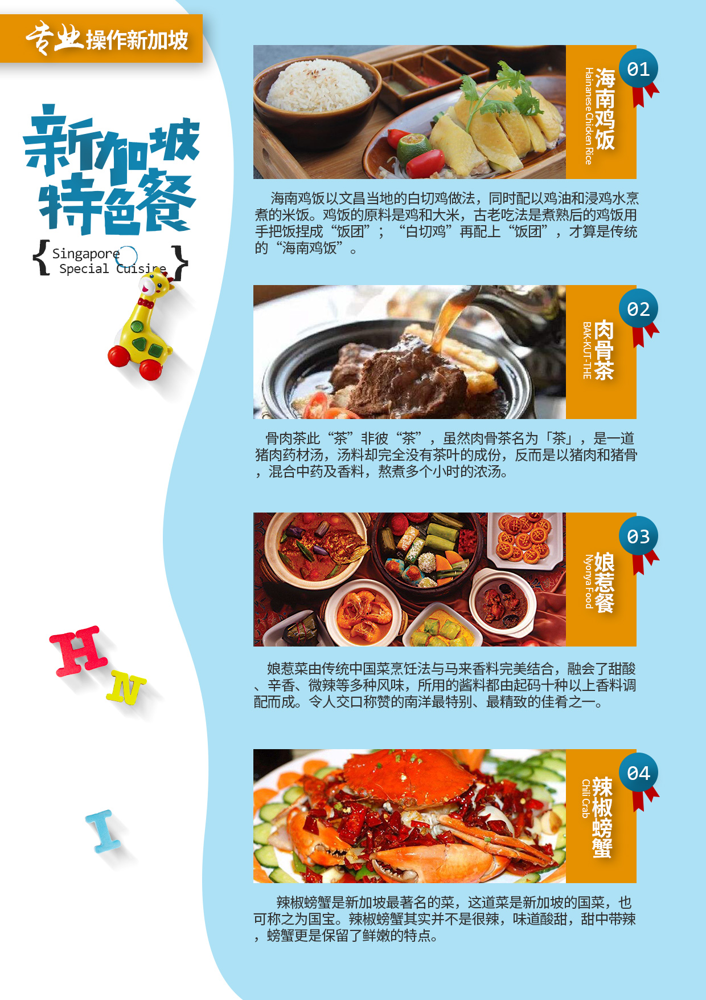 专业操作新加坡
新加坡
特色餐
{Singapore
Special Cuisine}
01
海南鸡饭
Hainanese Chicken Rice
海南鸡饭以文昌当地的白切鸡做法，同时配以鸡油和浸鸡水烹
煮的米饭。鸡饭的原料是鸡和大米，古老吃法是煮熟后的鸡饭用
手把饭捏成“饭团”；“白切鸡”再配上“饭团”，才算是传统
的“海南鸡饭”。
02
肉骨茶
BAK-KUT-THE
骨肉茶此“茶”非彼“茶”，虽然肉骨茶名为「茶」，是一道
猪肉药材汤，汤料却完全没有茶叶的成份，反而是以猪肉和猪骨
，混合中药及香料，熬煮多个小时的浓汤。
03
娘惹餐
Nyonya Food
娘惹菜由传统中国菜烹饪法与马来香料完美结合，融会了甜酸
、辛香、微辣等多种风味，所用的酱料都由起码十种以上香料调
配而成。令人交口称赞的南洋最特别、最精致的佳肴之一。
04
辣椒螃蟹
Chili Crab
辣椒螃蟹是新加坡最著名的菜，这道菜是新加坡的国菜，也
可称之为国宝。辣椒螃蟹其实并不是很辣，味道酸甜，甜中带辣
，螃蟹更是保留了鲜嫩的特点。
H
N
I